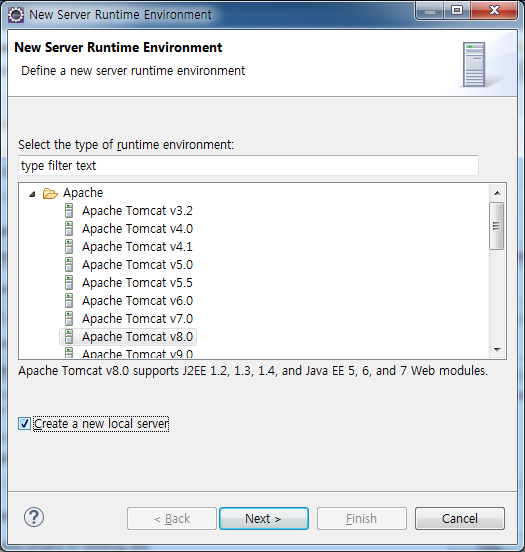 New Server Runtime Environment
New Server Runtime Environment
Define a new server runtime environment
Select the type of runtime environment:
type filter text
Apache
Apache Tomcat v3.2
Apache Tomcat v4.0
Apache Tomcat v4.1
Apache Tomcat v5.0
Apache Tomcat v5.5
Apache Tomcat v6.0
Apache Tomcat v7.0
Apache Tomcat v8.0
Apache Tomcat v9.0
Apache Tomcat v8.0 supports J2EE 1.2, 1.3, 1.4, and Java EE 5, 6, and 7 Web modules.
Create a new local server
? < Back Next > Finish Cancel